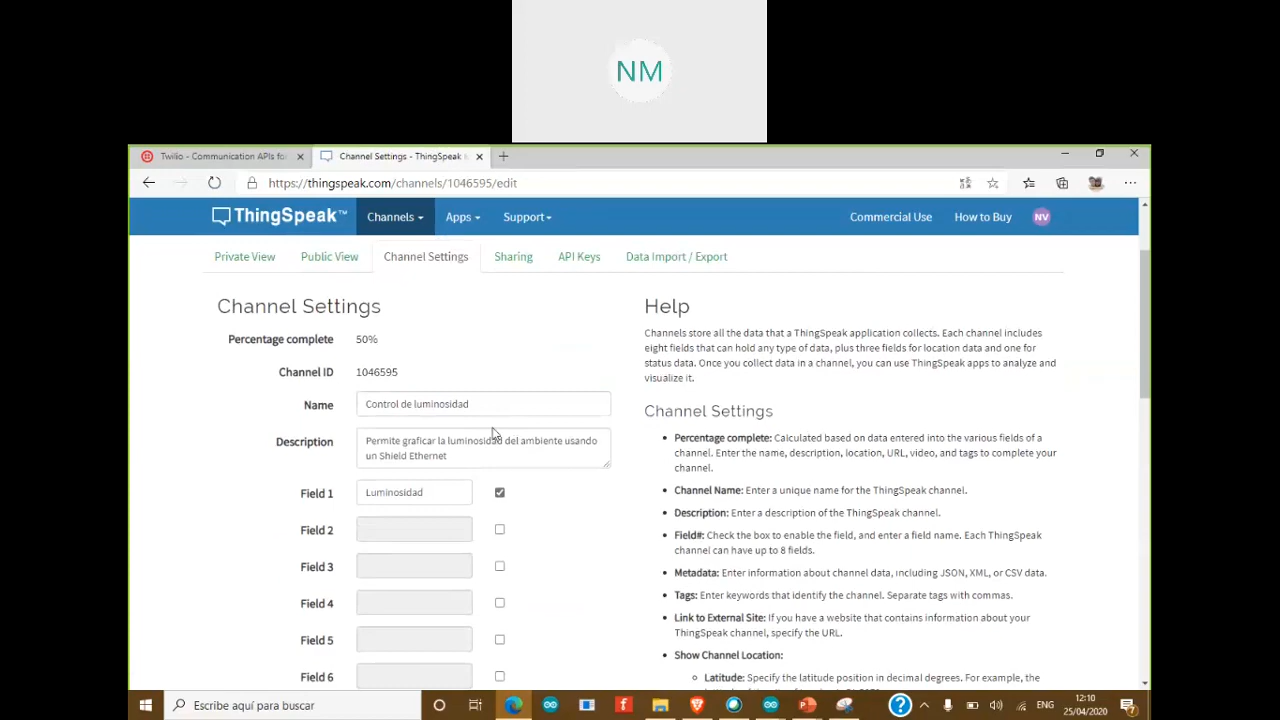 NM
Twilio - Communication APIs fo
Channel Settings - ThingSpeak
https://thingspeak.com/channels/1046595/edit
ThingSpeak™
Channels
Apps
Support
Commercial Use
How to Buy
NV
Private View
Public View
Channel Settings
Sharing
API Keys
Data Import / Export
Channel Settings
Percentage complete
50%
Channel ID
1046595
Name
Control de luminosidad
Description
Permite graficar la luminosidad del ambiente usando
un Shield Ethernet
Field 1
Luminosidad
Field 2
Field 3
Field 4
Field 5
Field 6
Help
Channels store all the data that a ThingSpeak application collects. Each channel includes
eight fields that can hold any type of data, plus three fields for location data and one for
status data. Once you collect data in a channel, you can use ThingSpeak apps to analyze and
visualize it.
Channel Settings
Percentage complete: Calculated based on data entered into the various fields of a
channel. Enter the name, description, location, URL, video, and tags to complete your
channel.
Channel Name: Enter a unique name for the ThingSpeak channel.
Description: Enter a description of the ThingSpeak channel.
Field#: Check the box to enable the field, and enter a field name. Each ThingSpeak
channel can have up to 8 fields.
Metadata: Enter information about channel data, including JSON, XML, or CSV data.
Tags: Enter keywords that identify the channel. Separate tags with commas.
Link to External Site: If you have a website that contains information about your
ThingSpeak channel, specify the URL.
Show Channel Location:
Latitude: Specify the latitude position in decimal degrees. For example, the
Escribe aquí para buscar
ENG
12:10
25/04/2020